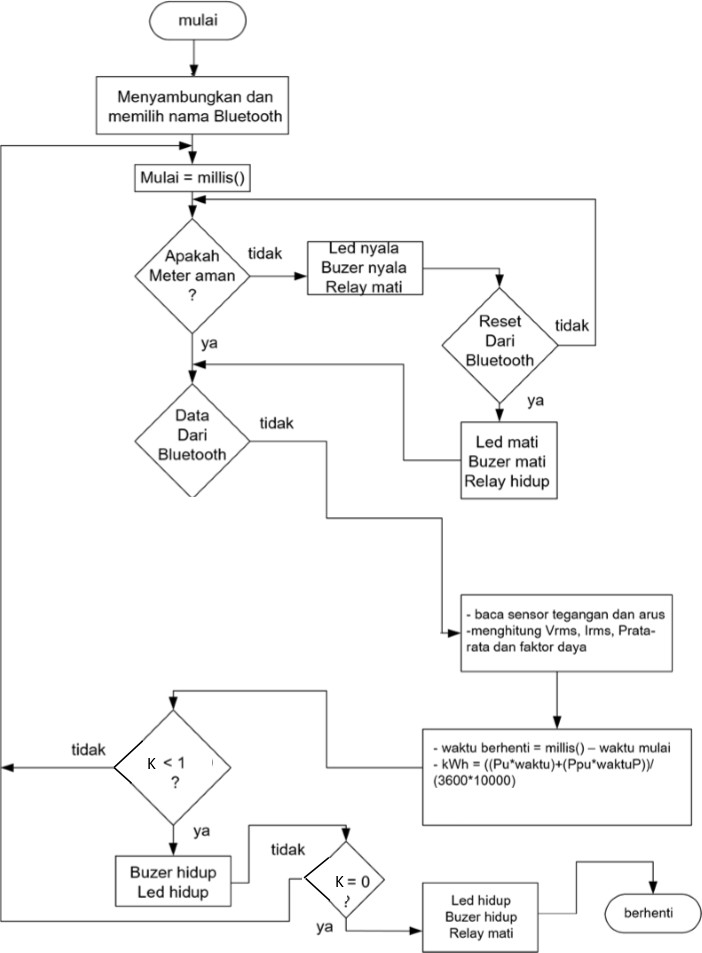 mulai
Menyambungkan dan
memilih nama Bluetooth
Mulai = millis()
Apakah
Meter aman
?
tidak
Led nyala
Buzer nyala
Relay mati
Reset
Dari
Bluetooth
tidak
ya
ya
Data
Dari
Bluetooth
tidak
Led mati
Buzer mati
Relay hidup
- baca sensor tegangan dan arus
-menghitung Vrms, Irms, Prata-
rata dan faktor daya
- waktu berhenti = millis() – waktu mulai
- kWh = ((Pu*waktu)+(Ppu*waktuP))/
(3600*10000)
tidak
K < 1
?
ya
Buzer hidup
Led hidup
tidak
K = 0
?
ya
Led hidup
Buzer hidup
Relay mati
berhenti